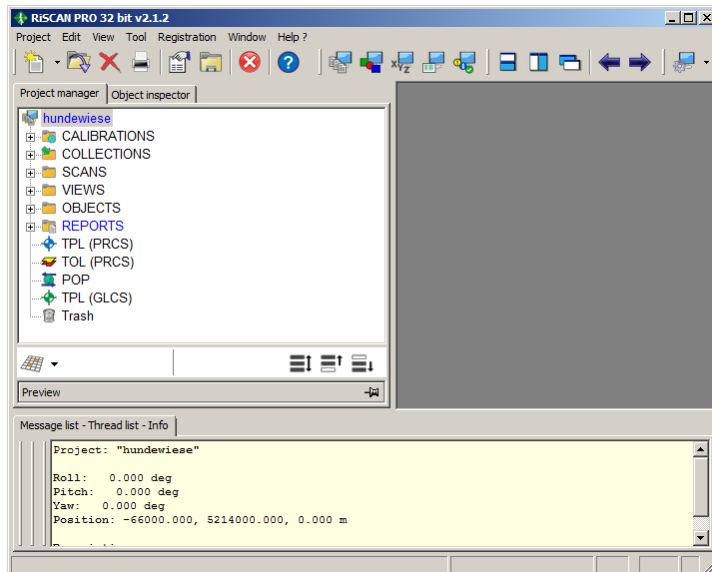 RiSCAN PRO 32 bit v2.1.2
Project Edit View Tool Registration Window Help ?
Project manager Object inspector
hundewiese
CALIBRATIONS
COLLECTIONS
SCANS
VIEWS
OBJECTS
REPORTS
TPL (PRCS)
TOL (PRCS)
POP
TPL (GLCS)
Trash
Preview
Message list - Thread list - Info
Project: "hundewiese"
Roll: 0.000 deg
Pitch: 0.000 deg
Yaw: 0.000 deg
Position: -66000.000, 5214000.000, 0.000 m